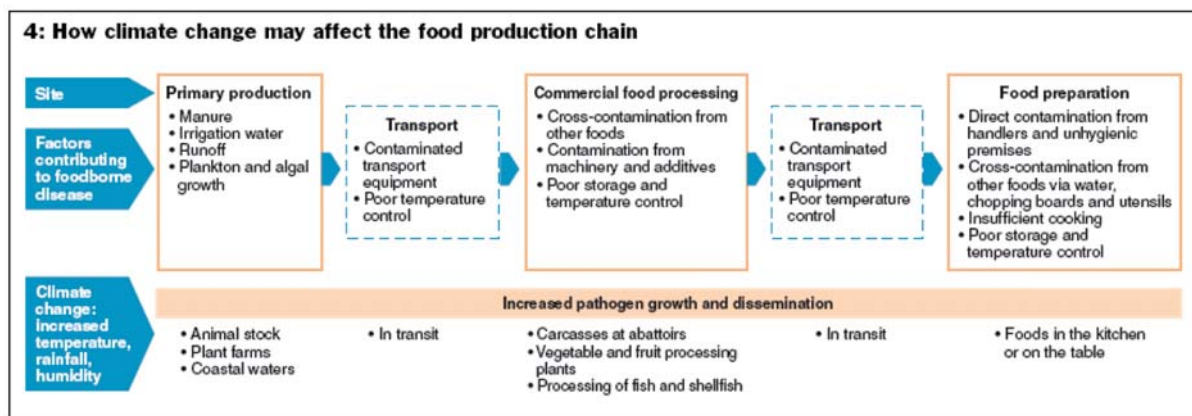 4: How climate change may affect the food production chain
Site
Factors
contributing
to foodborne
disease
Primary production
• Manure
• Irrigation water
• Runoff
• Plankton and algal
growth
Transport
• Contaminated
transport
equipment
• Poor temperature
control
Commercial food processing
• Cross-contamination from
other foods
• Contamination from
machinery and additives
• Poor storage and
temperature control
Transport
• Contaminated
transport
equipment
• Poor temperature
control
Food preparation
• Direct contamination from
handlers and unhygienic
premises
• Cross-contamination from
other foods via water,
chopping boards and utensils
• Insufficient cooking
• Poor storage and
temperature control
Climate
change:
increased
temperature,
rainfall,
humidity
Increased pathogen growth and dissemination
• Animal stock
• Plant farms
• Coastal waters
• In transit
• Carcasses at abattoirs
• Vegetable and fruit processing
plants
• Processing of fish and shellfish
• In transit
• Foods in the kitchen
or on the table